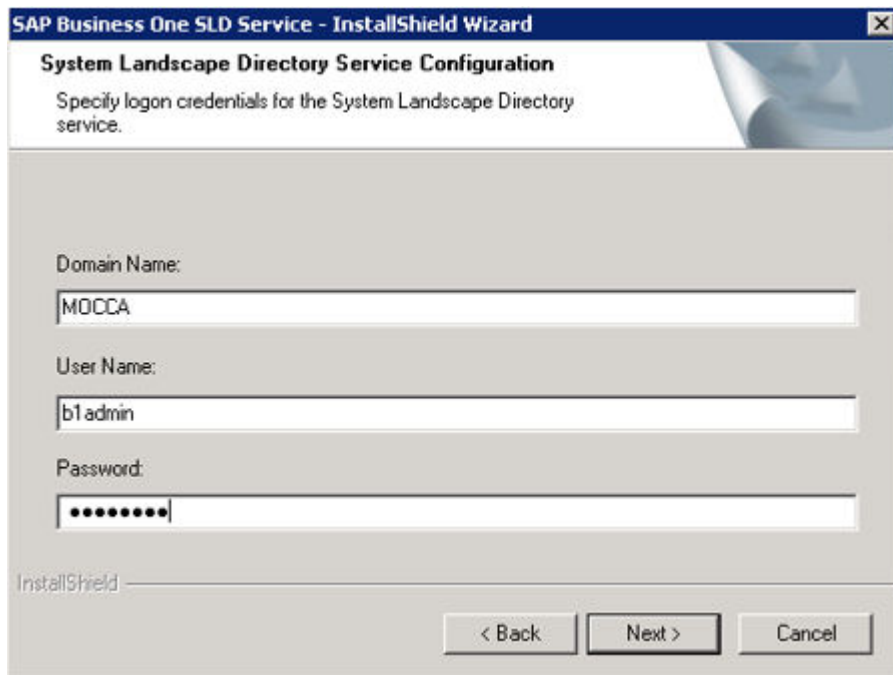 SAP Business One SLD Service - InstallShield Wizard
System Landscape Directory Service Configuration
Specify logon credentials for the System Landscape Directory
service.
Domain Name:
MOCCA
User Name:
b1admin
Password:
••••••••
InstallShield
< Back Next > Cancel